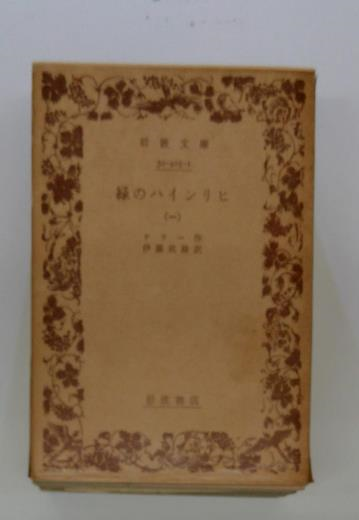 岩波文庫
緑のハインリヒ
(一)
ケラー作
伊藤武雄訳
岩波書店